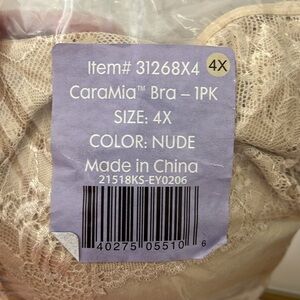 Item# 31268X4 4X
CaraMia™ Bra – 1PK
SIZE: 4X
COLOR: NUDE
Made in China
21518KS-EY0206
40275 05510 6